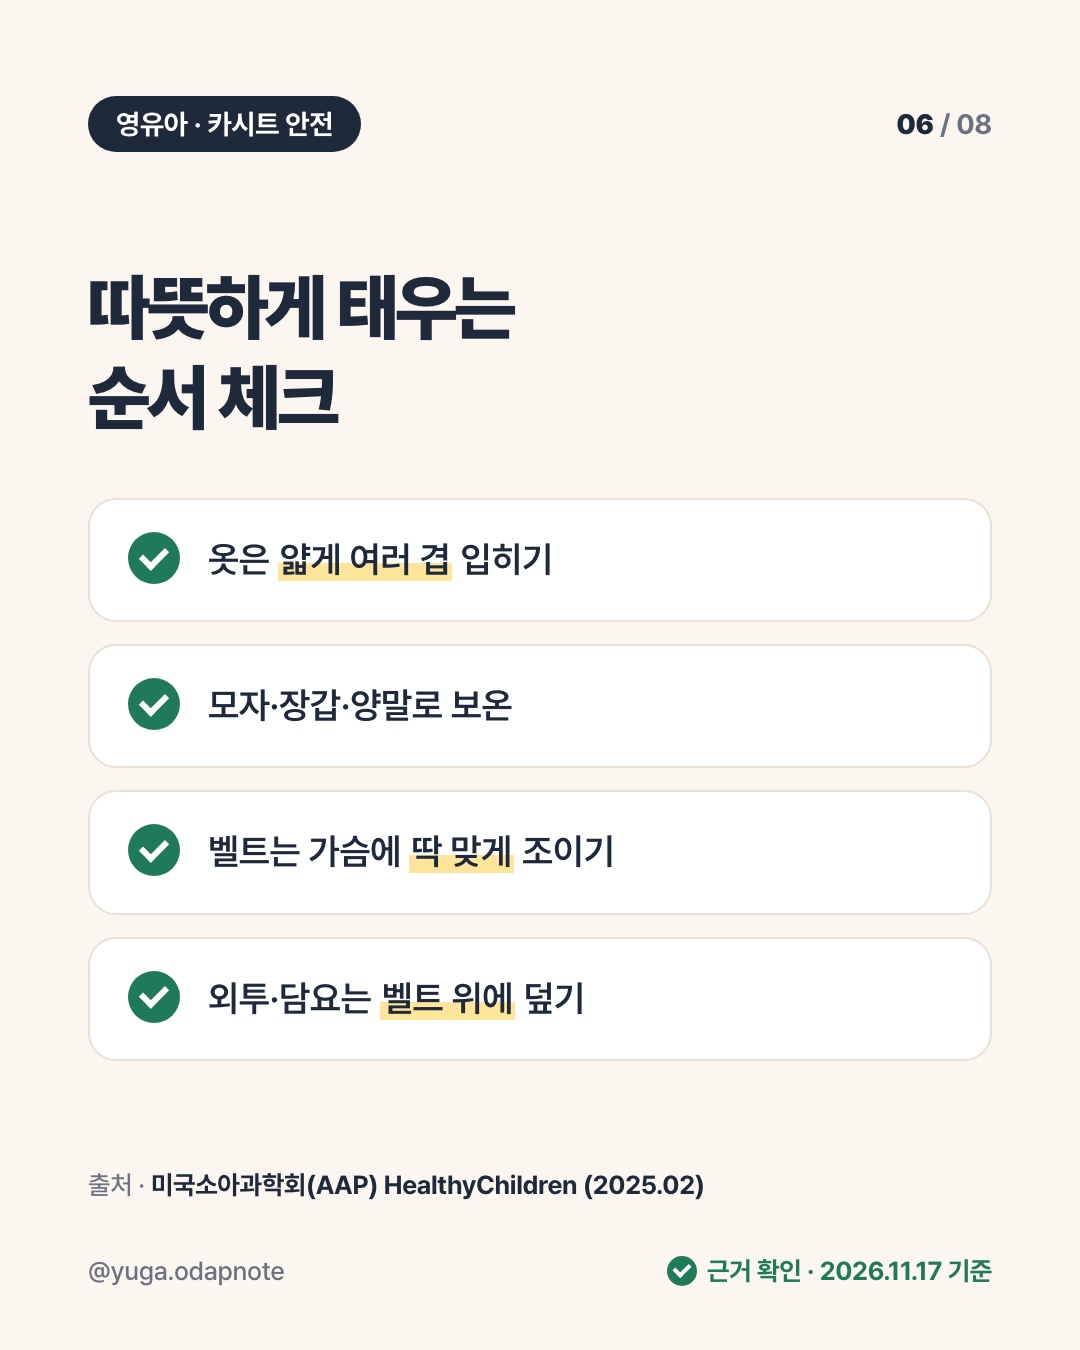 영유아 · 카시트 안전
06 / 08
따뜻하게 태우는
순서 체크
옷은 얇게 여러 겹 입히기
모자·장갑·양말로 보온
벨트는 가슴에 딱 맞게 조이기
외투·담요는 벨트 위에 덮기
출처 · 미국소아과학회(AAP) HealthyChildren (2025.02)
@yuga.odapnote
근거 확인 · 2026.11.17 기준